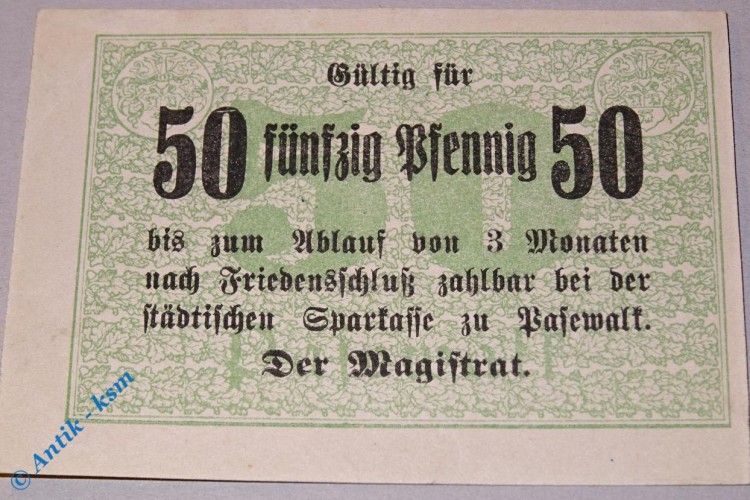 Gültig für
50 fünfzig Pfennig 50
bis zum Ablauf von 3 Monaten
nach Friedensschluß zahlbar bei der
städtischen Sparkasse zu Pasewalk.
Der Magistrat.
© Antik - ksm